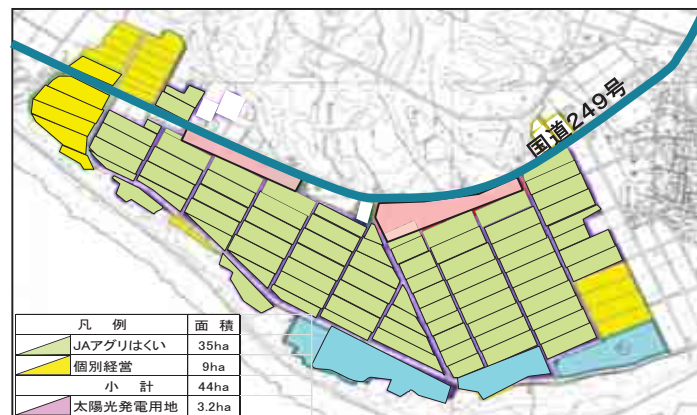 国道249号
凡 例 面 積
JAアグリはくい 35ha
個別経営 9ha
小 計 44ha
太陽光発電用地 3.2ha